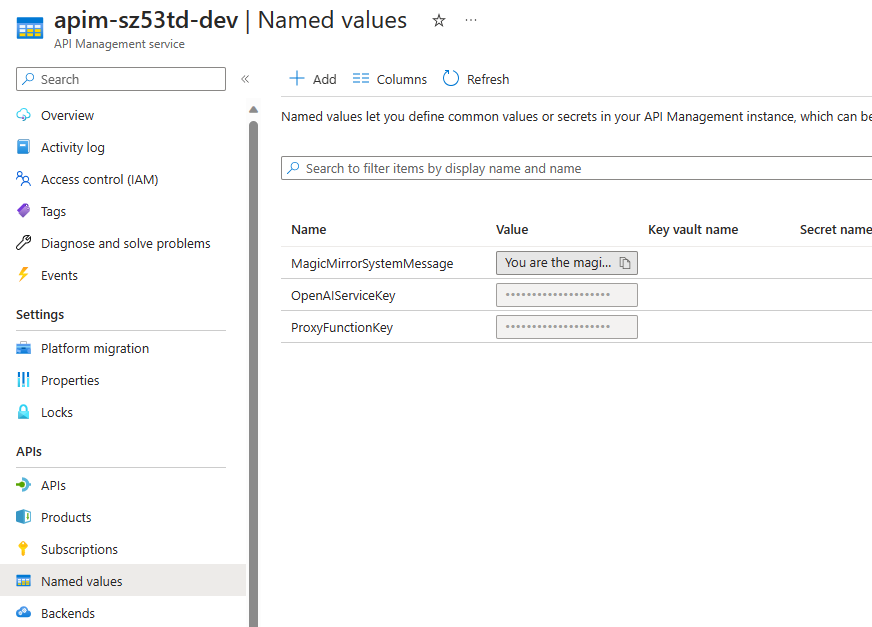 apim-sz53td-dev | Named values
API Management service
Search
Overview
Activity log
Access control (IAM)
Tags
Diagnose and solve problems
Events
Settings
Platform migration
Properties
Locks
APIs
APIs
Products
Subscriptions
Named values
Backends
Add Columns Refresh
Named values let you define common values or secrets in your API Management instance, which can be
Search to filter items by display name and name
Name Value Key vault name Secret name
MagicMirrorSystemMessage You are the magi...
OpenAIServiceKey ••••••••••••••••••••
ProxyFunctionKey ••••••••••••••••••••